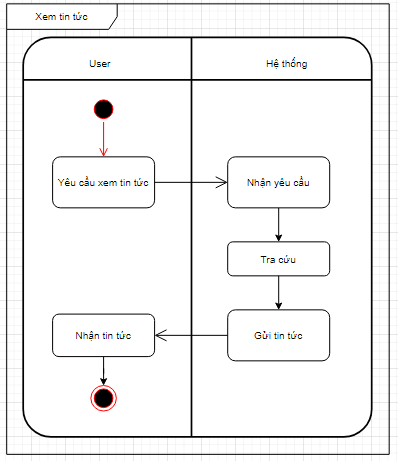 Xem tin tức
User
Hệ thống
Yêu cầu xem tin tức
Nhận yêu cầu
Tra cứu
Nhận tin tức
Gửi tin tức